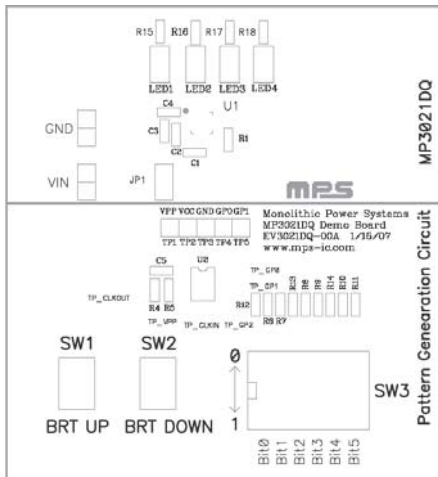 R15 R16 R17 R18
LED1 LED2 LED3 LED4
C4
U1
GND
C3
C2
R1
C1
VIN
JP1
MPS
MP3021DQ
VPP VCC GND GP0 GP1
TP1 TP2 TP3 TP4 TP5
Monolithic Power Systems
MP3021DQ Demo Board
EV3021DQ-00A 1/15/07
www.mps-ic.com
C5
U2
TP_GP0
TP_CLKOUT
TP_GP1
R13 R8 R9 R14 R10 R11
R4 R5
R12
R6 R7
TP_VPP
TP_CLKIN
TP_GP2
SW1
SW2
0
SW3
1
BRT UP
BRT DOWN
Bit0 Bit1 Bit2 Bit3 Bit4 Bit5
Pattern Genearation Circuit